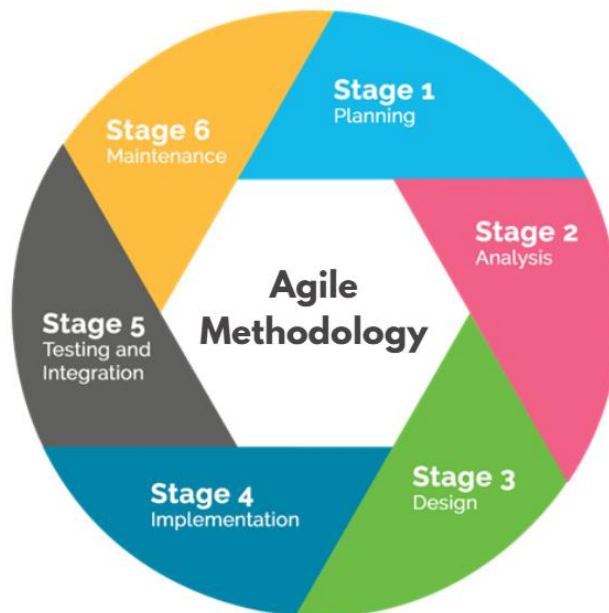 Stage 1
Planning
Stage 2
Analysis
Stage 3
Design
Stage 4
Implementation
Stage 5
Testing and
Integration
Stage 6
Maintenance
Agile
Methodology